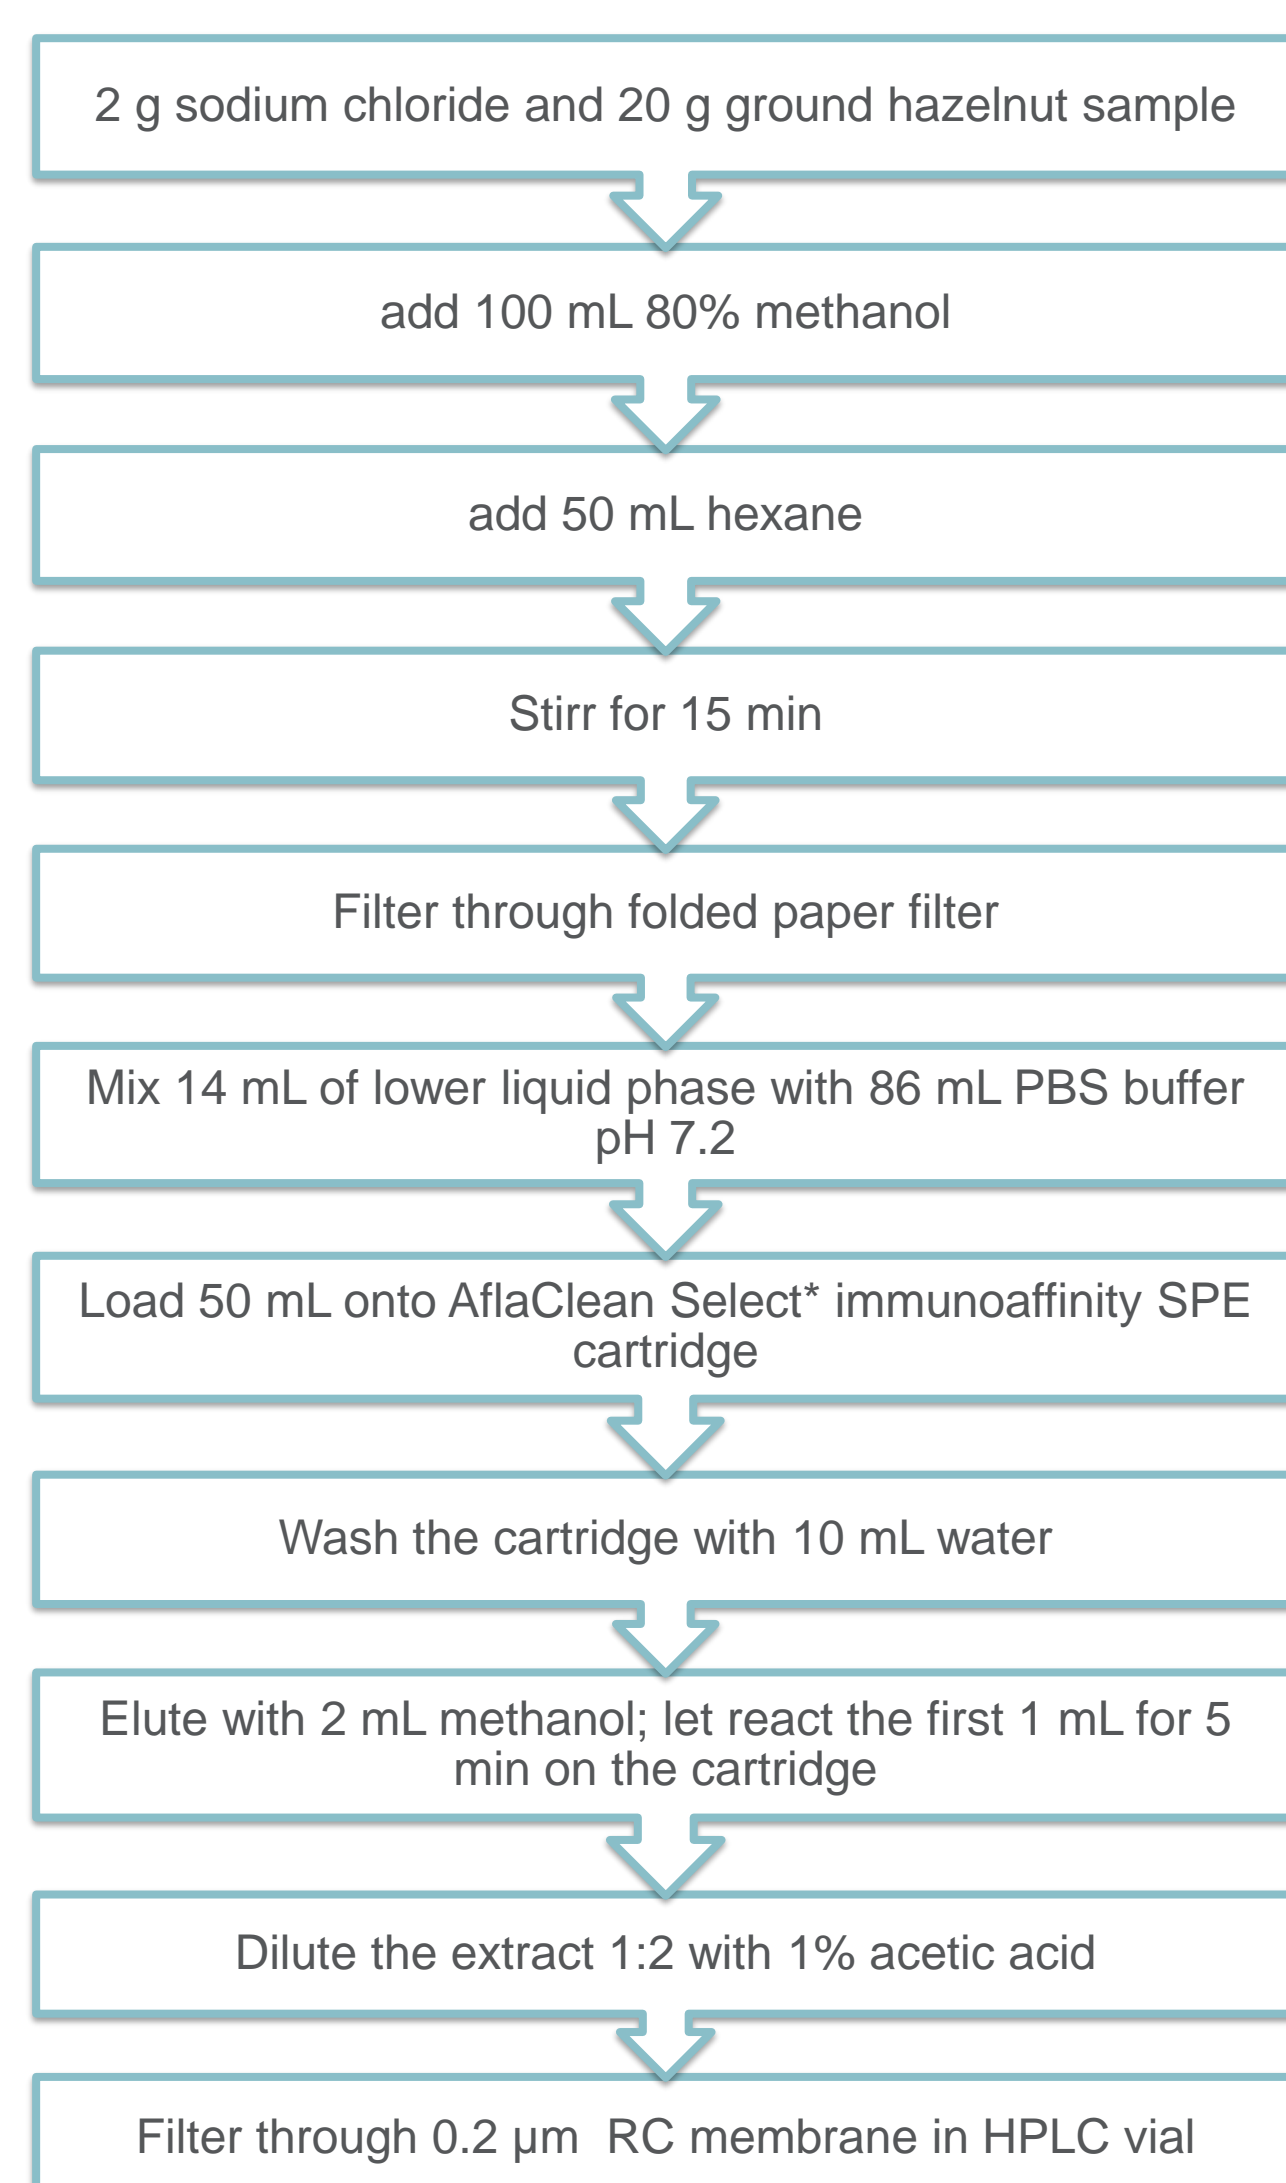 2 g sodium chloride and 20 g ground hazelnut sample
add 100 mL 80% methanol
add 50 mL hexane
Stirr for 15 min
Filter through folded paper filter
Mix 14 mL of lower liquid phase with 86 mL PBS buffer
pH 7.2
Load 50 mL onto AflaClean Select* immunoaffinity SPE
cartridge
Wash the cartridge with 10 mL water
Elute with 2 mL methanol; let react the first 1 mL for 5
min on the cartridge
Dilute the extract 1:2 with 1% acetic acid
Filter through 0.2 µm RC membrane in HPLC vial